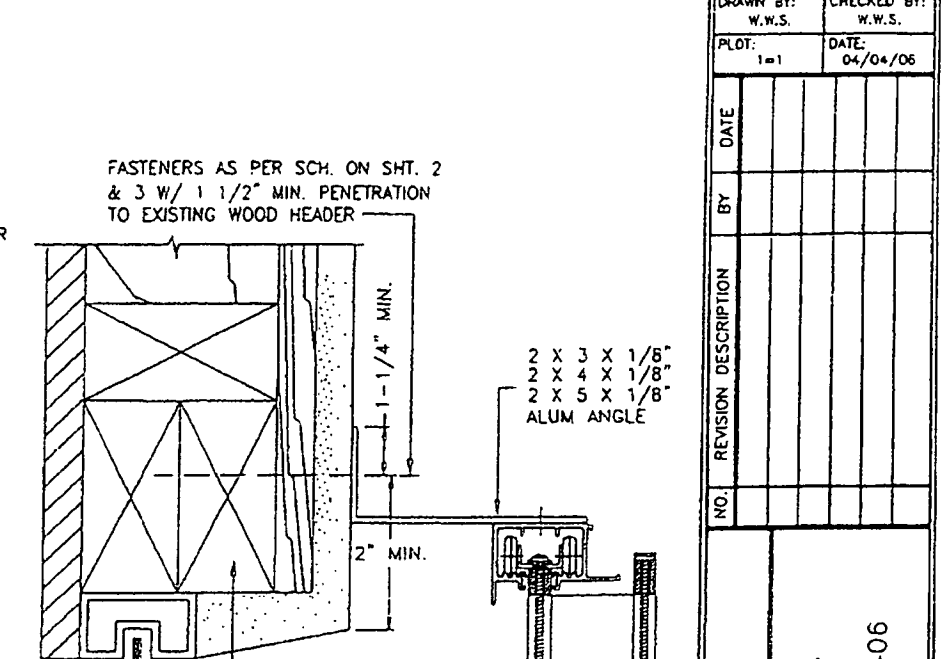 DRAWN BY:
W.W.S.
CHECKED BY:
W.W.S.
PLOT:
1=1
DATE:
04/04/06
FASTENERS AS PER SCH. ON SHT. 2
& 3 W/ 1 1/2" MIN. PENETRATION
TO EXISTING WOOD HEADER
R
1-1/4" MIN.
2 X 3 X 1/8"
2 X 4 X 1/8"
2 X 5 X 1/8"
ALUM ANGLE
2" MIN.
DATE
BY
REVISION DESCRIPTION
NO.
06